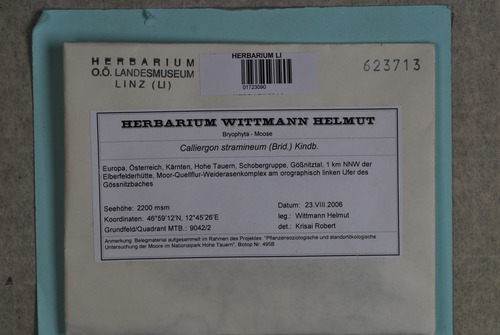 HERBARIUM
O.Ö. LANDESMUSEUM
LINZ (LI)
HERBARIUM LI
01723090
623713
HERBARIUM WITTMANN HELMUT
Bryophyta - Moose
Calliergon stramineum (Brid.) Kindb.
Europa, Österreich, Kärnten, Hohe Tauern, Schobergruppe, Gößnitztal, 1 km NNW der
Elberfelderhütte, Moor-Quellflur-Weiderasenkomplex am orographisch linken Ufer des
Gössnitzbaches
Seehöhe: 2200 msm
Datum: 23.VIII.2006
Koordinaten: 46°59'12'N, 12°45'26'E
leg.: Wittmann Helmut
Grundfeld/Quadrant MTB.: 9042/2
det.: Krisai Robert
Anmerkung: Belegmaterial aufgesammelt im Rahmen des Projektes: "Pflanzensoziologische und standortökologische
Untersuchung der Moore im Nationalpark Hohe Tauern", Biotop Nr. 495B